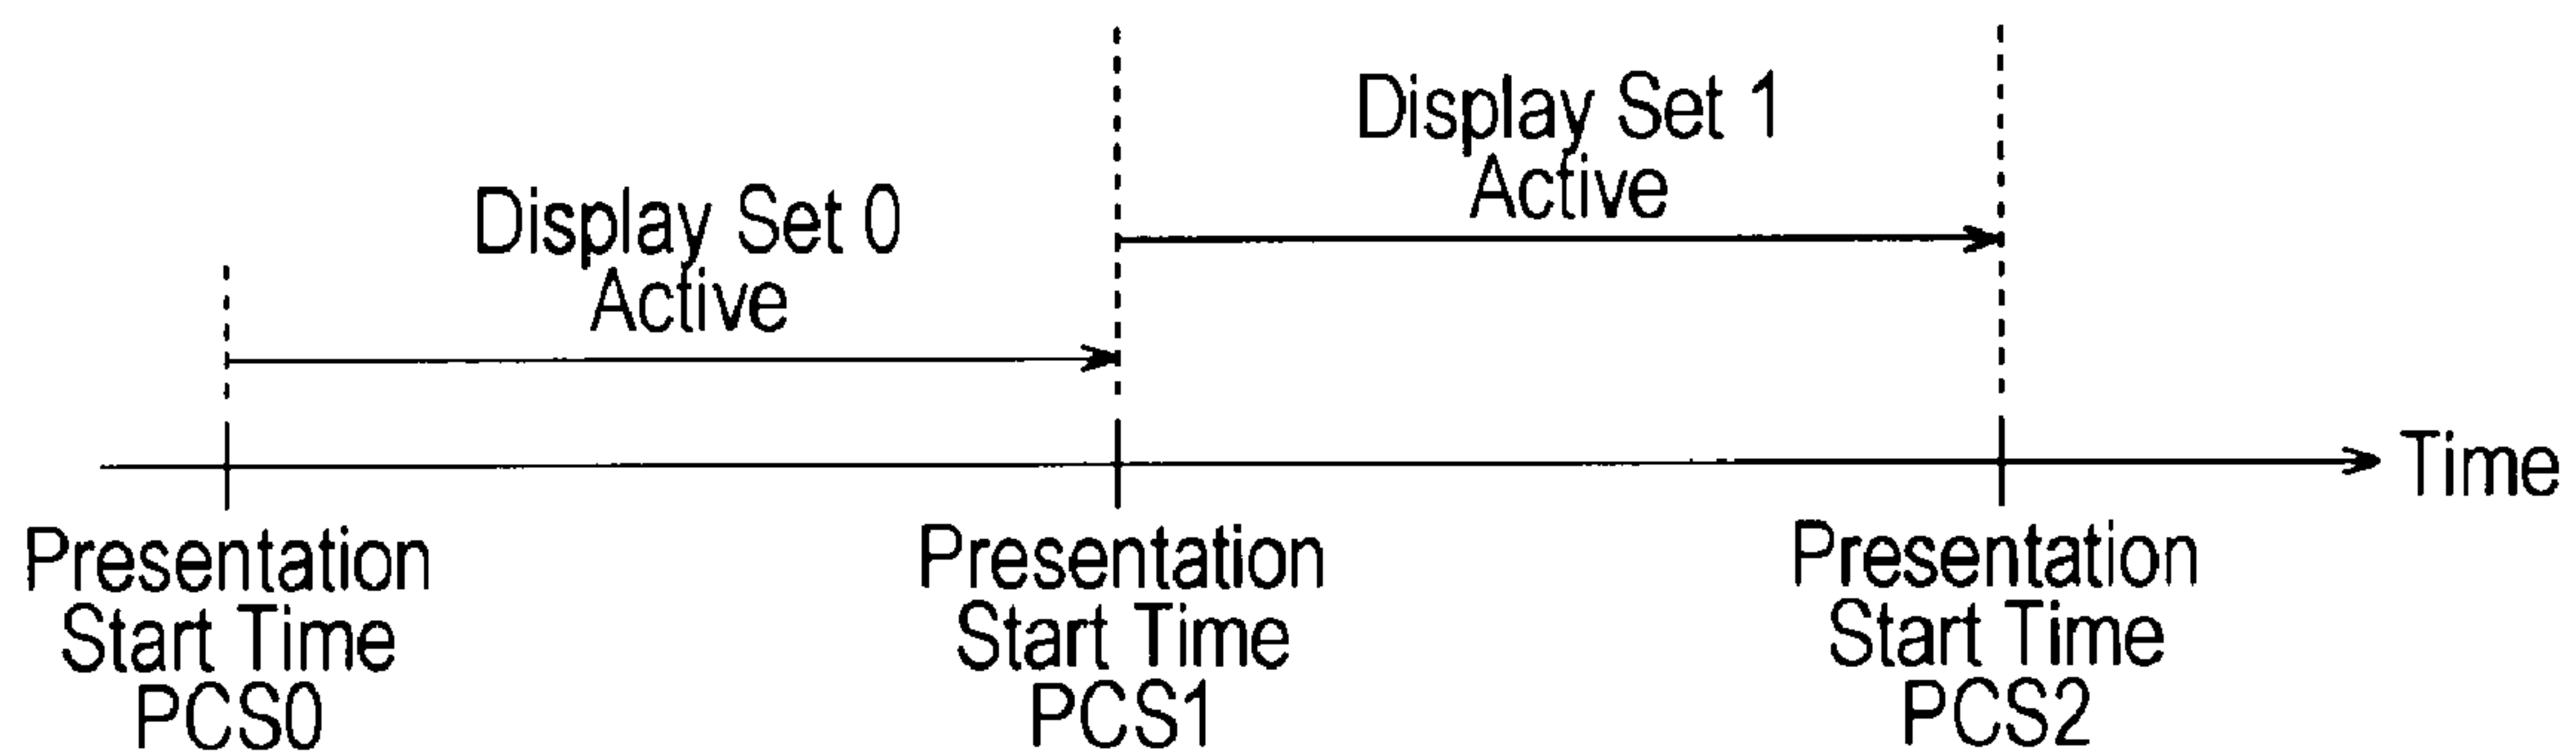 Display Set 1
Active
Display Set 0
Active
Time
Presentation
Start Time
PCS0
Presentation
Start Time
PCS1
Presentation
Start Time
PCS2